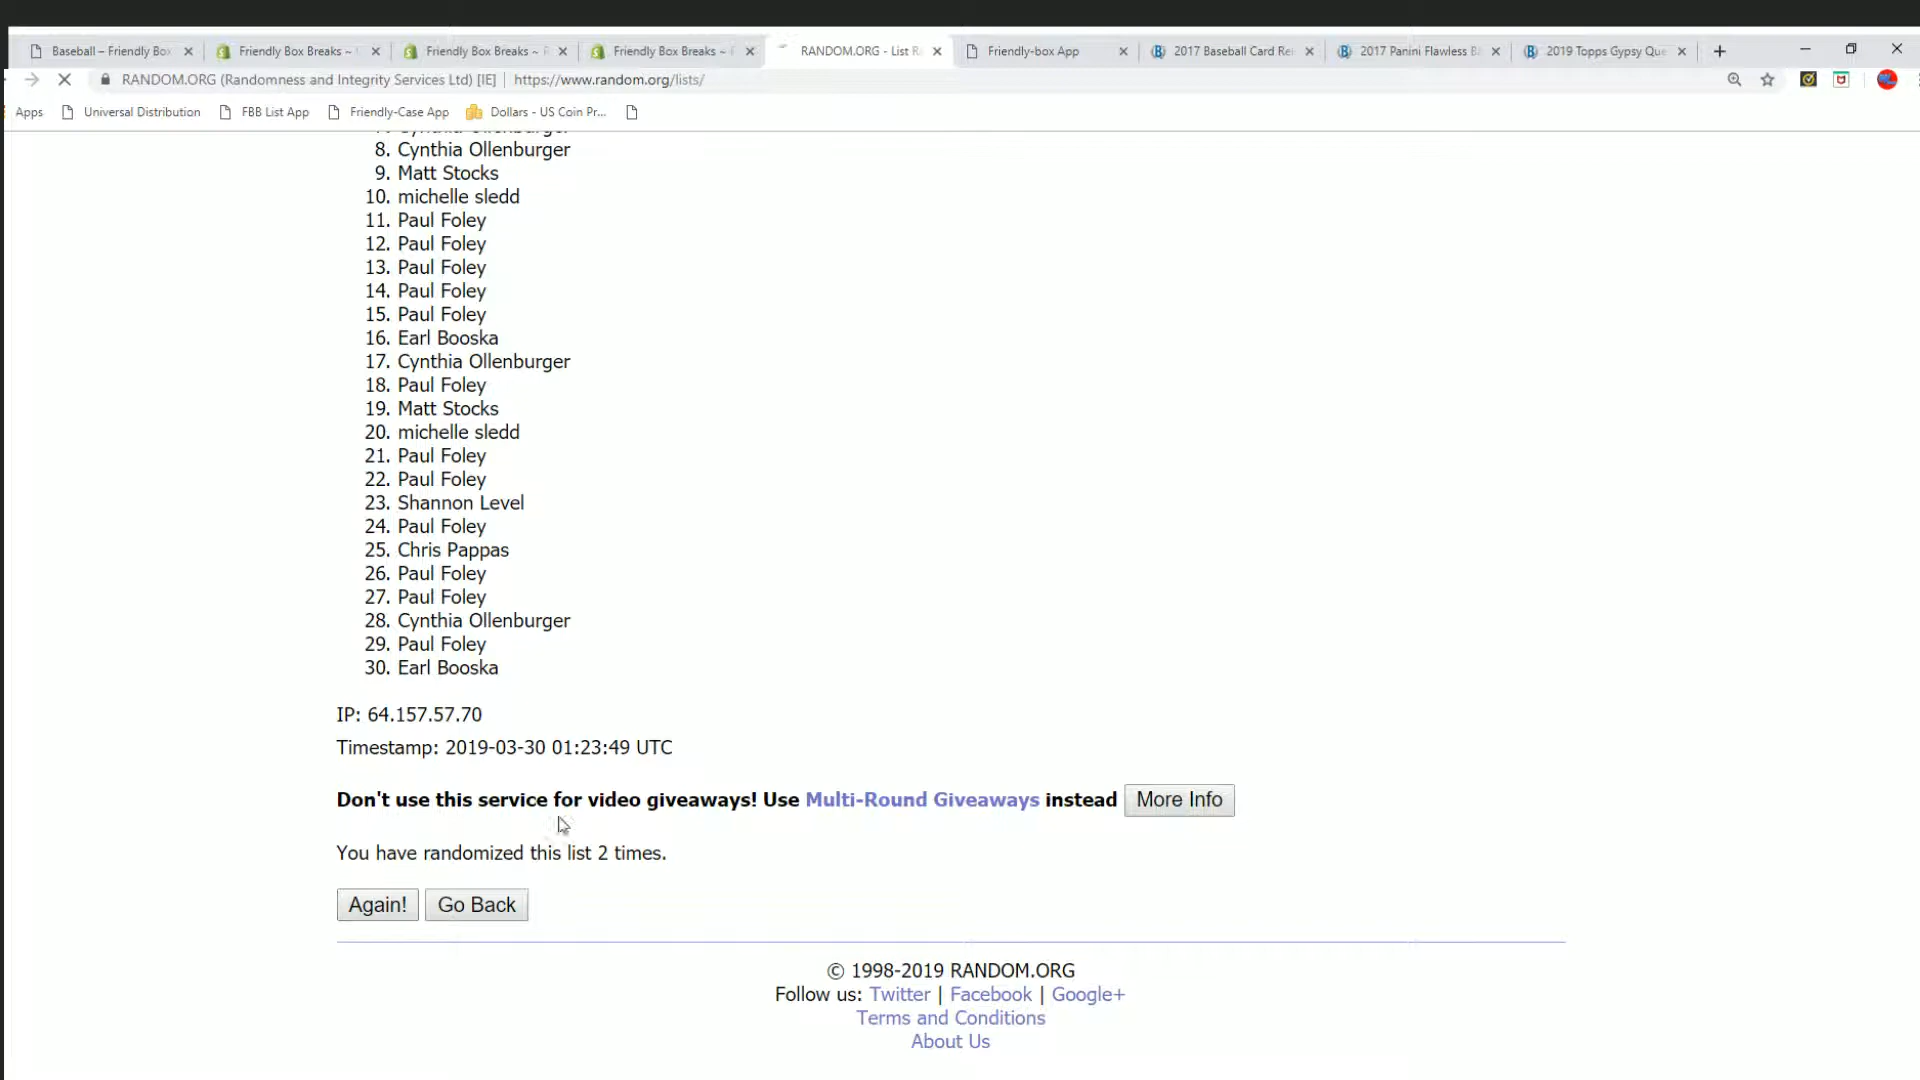 Baseball – Friendly Box
Friendly Box Breaks ~
Friendly Box Breaks ~
Friendly Box Breaks ~
RANDOM.ORG - List R
Friendly-box App
2017 Baseball Card Re
2017 Panini Flawless B
2019 Topps Gypsy Que
RANDOM.ORG (Randomness and Integrity Services Ltd) [IE] | https://www.random.org/lists/
Apps
Universal Distribution
FBB List App
Friendly-Case App
Dollars - US Coin Pr...
7. Cynthia Ollenburger
8. Cynthia Ollenburger
9. Matt Stocks
10. michelle sledd
11. Paul Foley
12. Paul Foley
13. Paul Foley
14. Paul Foley
15. Paul Foley
16. Earl Booska
17. Cynthia Ollenburger
18. Paul Foley
19. Matt Stocks
20. michelle sledd
21. Paul Foley
22. Paul Foley
23. Shannon Level
24. Paul Foley
25. Chris Pappas
26. Paul Foley
27. Paul Foley
28. Cynthia Ollenburger
29. Paul Foley
30. Earl Booska
IP: 64.157.57.70
Timestamp: 2019-03-30 01:23:49 UTC
Don't use this service for video giveaways! Use Multi-Round Giveaways instead More Info
You have randomized this list 2 times.
Again! Go Back
© 1998-2019 RANDOM.ORG
Follow us: Twitter | Facebook | Google+
Terms and Conditions
About Us